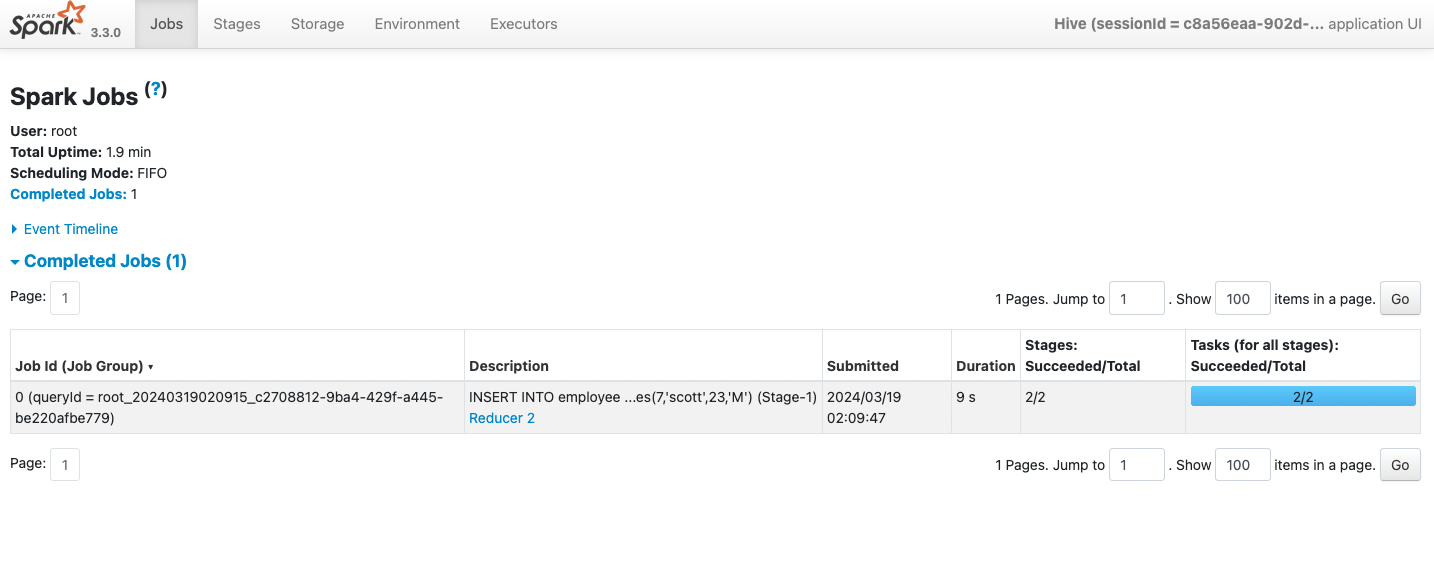 APACHE
Spark 3.3.0 Jobs Stages Storage Environment Executors Hive (sessionId = c8a56eaa-902d-... application UI
Spark Jobs (?)
User: root
Total Uptime: 1.9 min
Scheduling Mode: FIFO
Completed Jobs: 1
Event Timeline
Completed Jobs (1)
Page: 1 1 Pages. Jump to 1 . Show 100 items in a page. Go
Stages: Tasks (for all stages):
Job Id (Job Group) ▾ Description Submitted Duration Succeeded/Total Succeeded/Total
0 (queryId = root_20240319020915_c2708812-9ba4-429f-a445- INSERT INTO employee ...es(7,'scott',23,'M') (Stage-1) 2024/03/19 9 s 2/2 2/2
be220afbe779) Reducer 2 02:09:47
Page: 1 1 Pages. Jump to 1 . Show 100 items in a page. Go